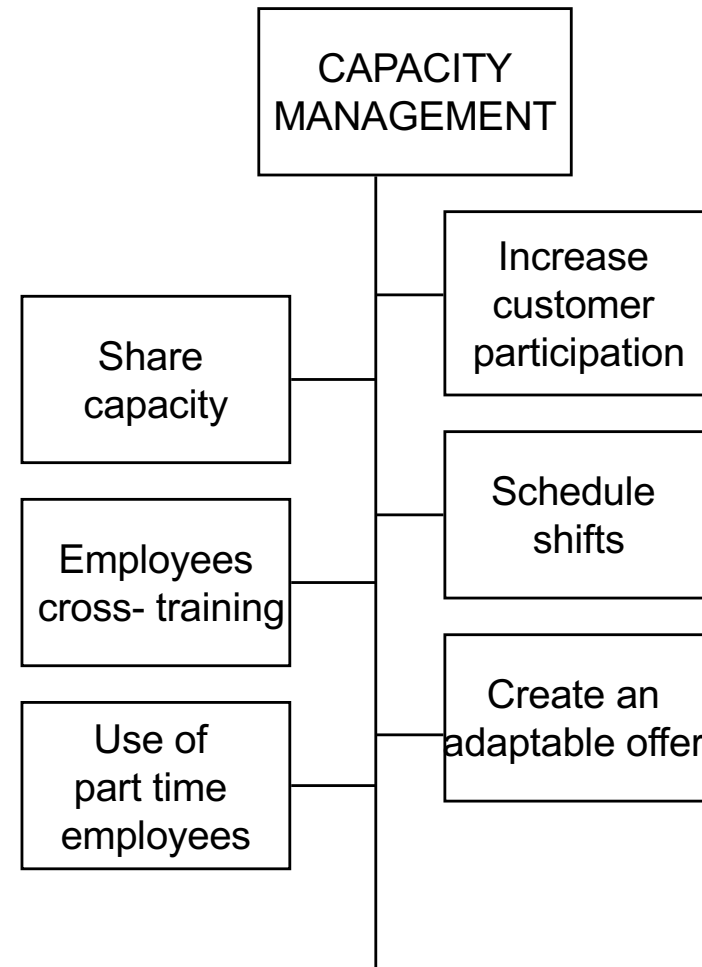 CAPACITY
MANAGEMENT
Increase
customer
participation
Share
capacity
Schedule
shifts
Employees
cross- training
Create an
adaptable offer
Use of
part time
employees